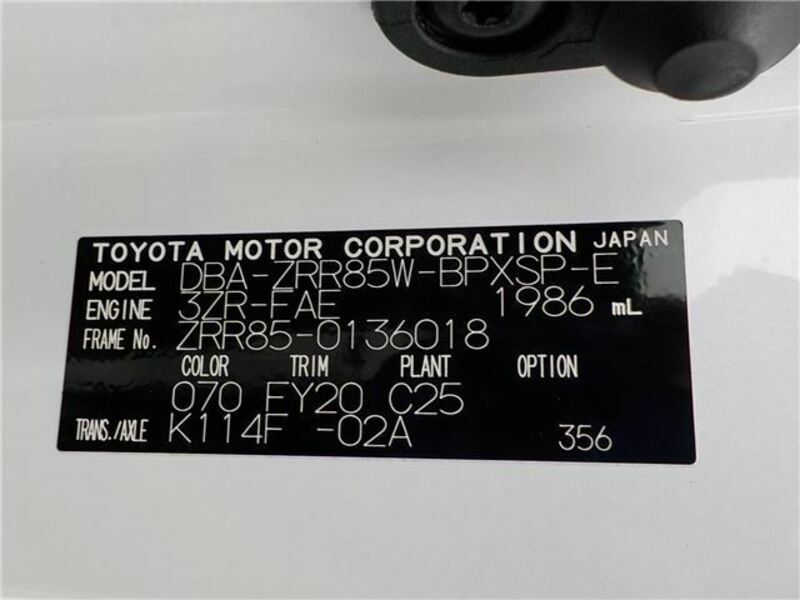 TOYOTA MOTOR CORPORATION JAPAN
MODEL DBA-ZRR85W-BPXSP-E
ENGINE 3ZR-FAE 1986 mL
FRAME No. ZRR85-0136018
COLOR TRIM PLANT OPTION
070 FY20 C25
TRANS./AXLE K114F -02A 356